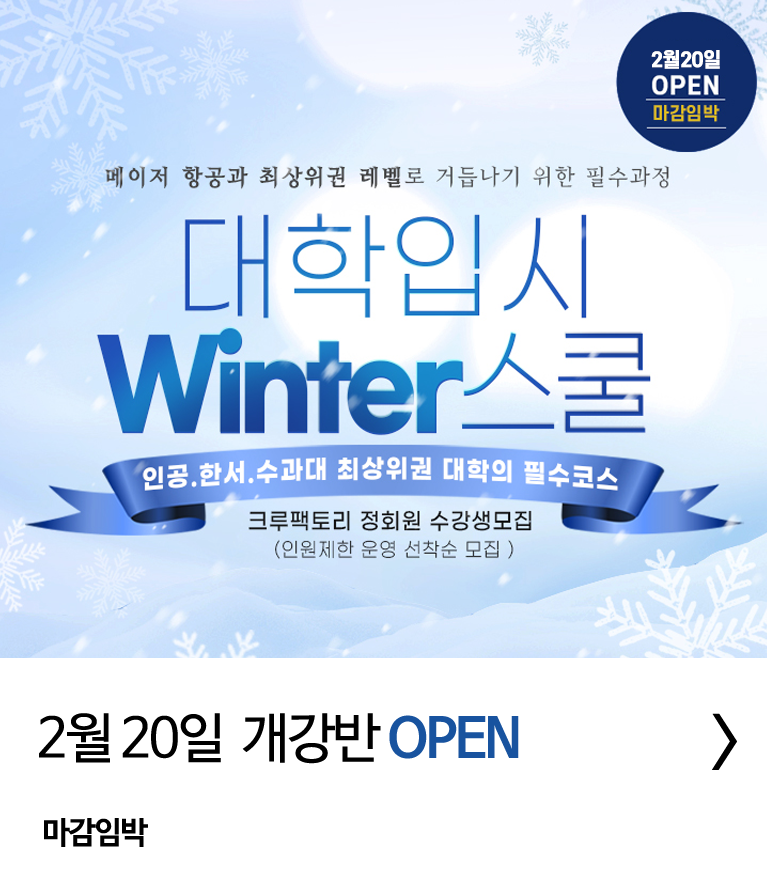 2월20일
OPEN
마감임박
메이저 항공과 최상위권 레벨로 거듭나기 위한 필수과정
대학입시
Winter스쿨
인공.한서.수과대 최상위권 대학의 필수코스
크루팩토리 정회원 수강생모집
(인원제한 운영 선착순 모집 )
2월 20일 개강반 OPEN
마감임박